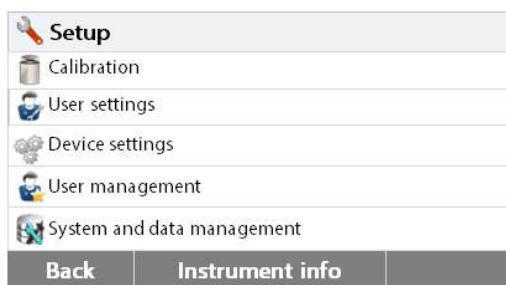 Setup
Calibration
User settings
Device settings
User management
System and data management
Back Instrument info